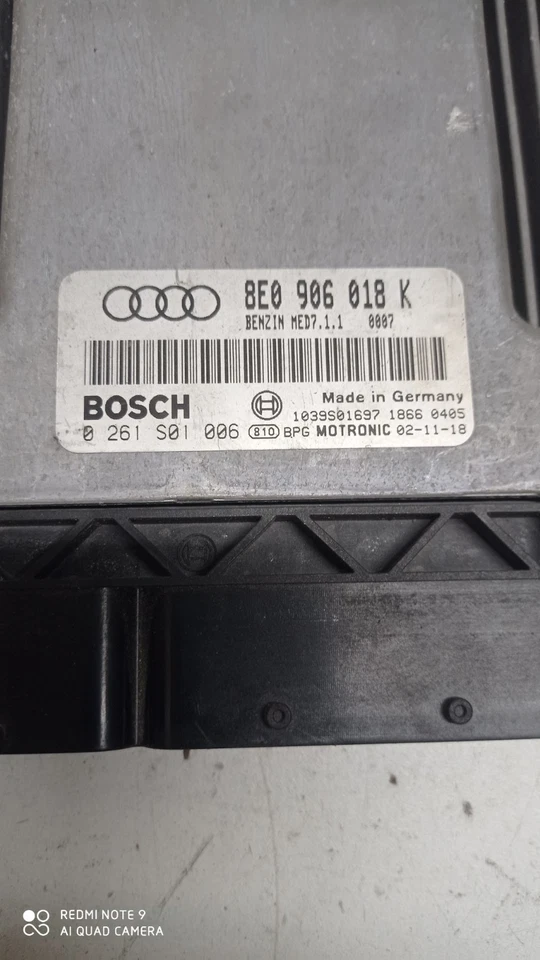 8E0 906 018 K
BENZIN MED7.1.1 0007
BOSCH
Made in Germany
1039S01697 1866 0405
0 261 S01 006 810 BPG MOTRONIC 02-11-18
REDMI NOTE 9
AI QUAD CAMERA